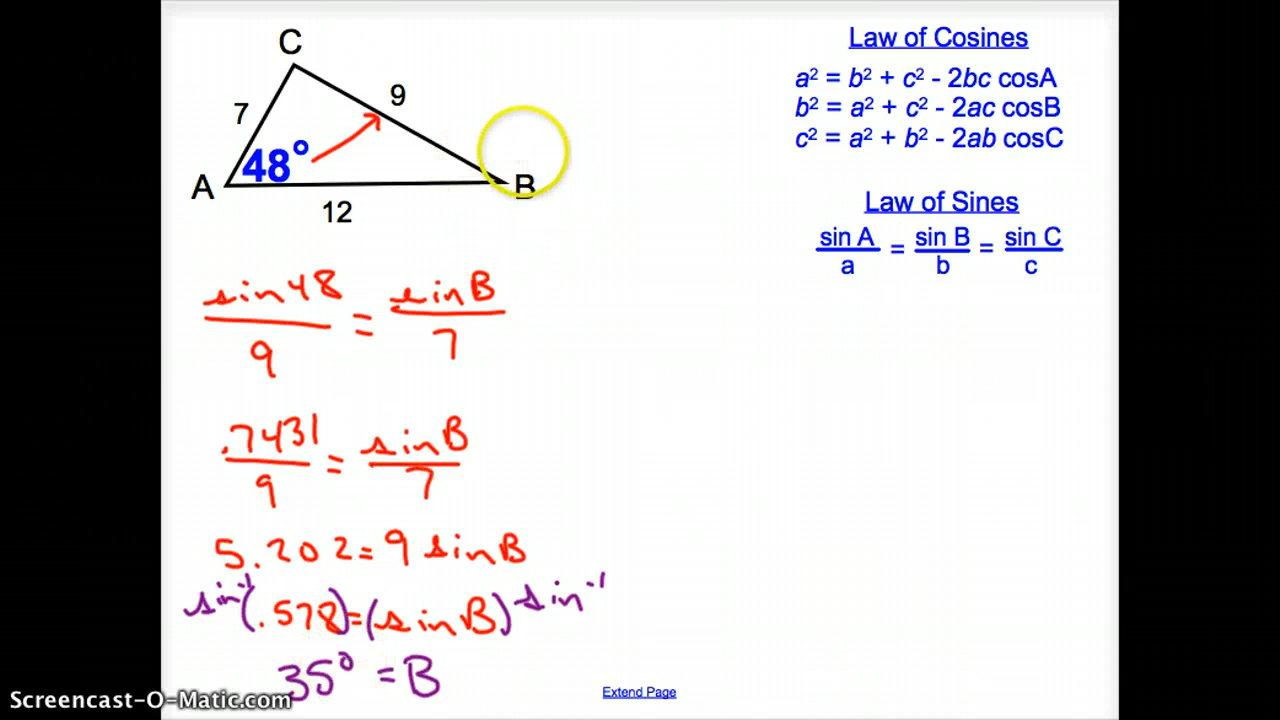 C
7
9
48°
A
B
12
Law of Cosines
a² = b² + c² - 2bc cosA
b² = a² + c² - 2ac cosB
c² = a² + b² - 2ab cosC
Law of Sines
sin A = sin B = sin C
a b c
sin48 = sinB
9 7
.7431 = sinB
9 7
5.202 = 9 sinB
sin⁻¹(.578) = (sinB) sin⁻¹
35° = B
Extend Page
Screencast-O-Matic.com